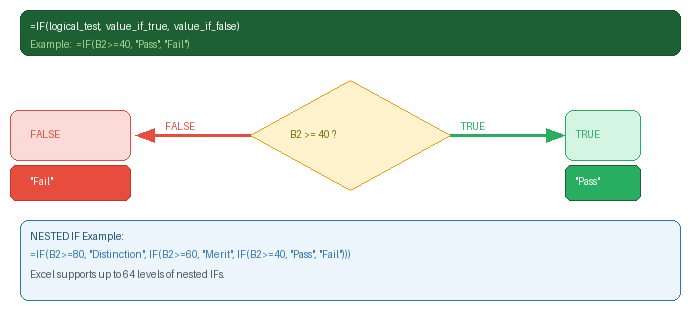 =IF(logical_test, value_if_true, value_if_false)
Example: =IF(B2>=40, "Pass", "Fail")
FALSE
TRUE
FALSE
B2 >= 40 ?
TRUE
"Fail"
"Pass"
NESTED IF Example:
=IF(B2>=80, "Distinction", IF(B2>=60, "Merit", IF(B2>=40, "Pass", "Fail")))
Excel supports up to 64 levels of nested IFs.